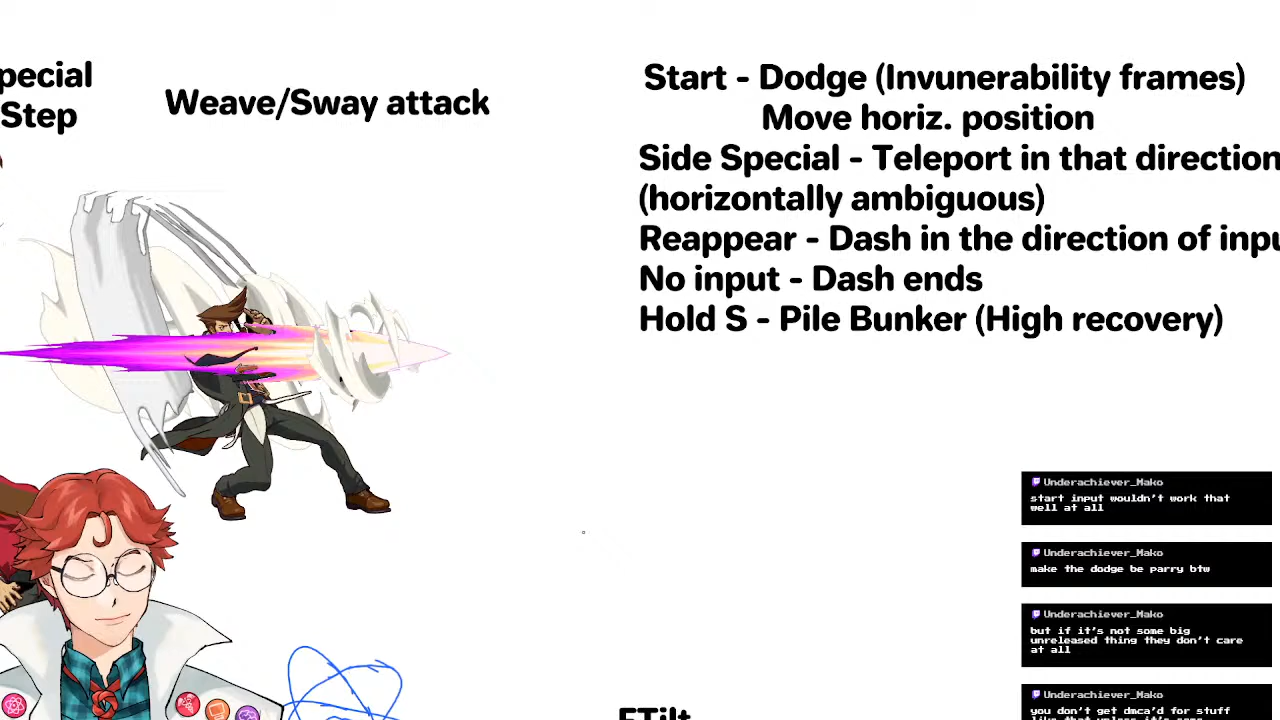 pecial
Step
Weave/Sway attack
Start - Dodge (Invunerability frames)
Move horiz. position
Side Special - Teleport in that direction
(horizontally ambiguous)
Reappear - Dash in the direction of inpu
No input - Dash ends
Hold S - Pile Bunker (High recovery)
Underachiever_Mako
start input wouldn't work that
well at all
Underachiever_Mako
make the dodge be parry btw
Underachiever_Mako
but if it's not some big
unreleased thing they don't care
at all
Underachiever_Mako
you don't get dmca'd for stuff
FTilt